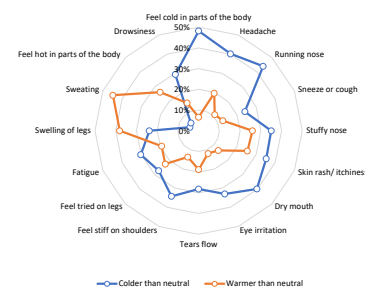 Feel cold in parts of the body
Drowsiness
Headache
Feel hot in parts of the body
Running nose
Sweating
Sneeze or cough
Swelling of legs
Stuffy nose
Fatigue
Skin rash/ itchiness
Feel tried on legs
Dry mouth
Feel stiff on shoulders
Eye irritation
Tears flow
50%
40%
30%
20%
10%
0%
Colder than neutral
Warmer than neutral